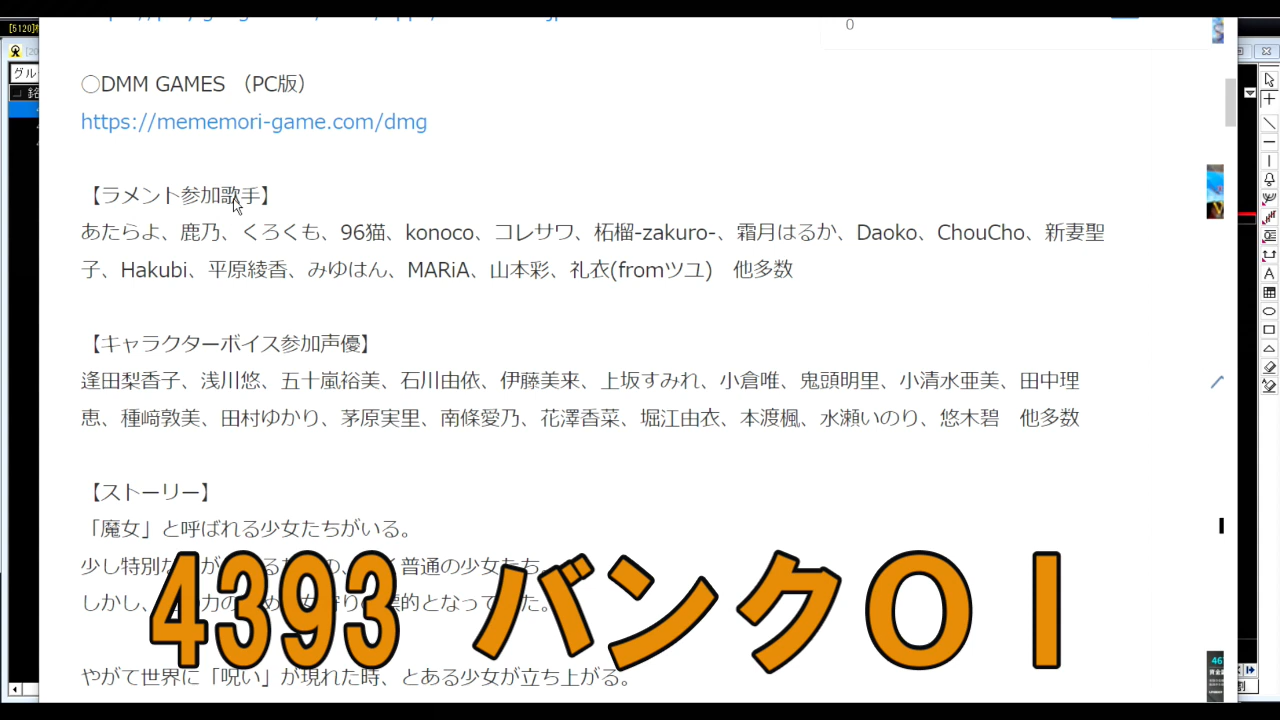 0
○DMM GAMES （PC版）
https://mememori-game.com/dmg
【ラメント参加歌手】
あたらよ、鹿乃、くろくも、96猫、konoco、コレサワ、柘榴-zakuro-、霜月はるか、Daoko、ChouCho、新妻聖
子、Hakubi、平原綾香、みゆはん、MARiA、山本彩、礼衣(fromツユ)　他多数
【キャラクターボイス参加声優】
逢田梨香子、浅川悠、五十嵐裕美、石川由依、伊藤美来、上坂すみれ、小倉唯、鬼頭明里、小清水亜美、田中理
恵、種﨑敦美、田村ゆかり、茅原実里、南條愛乃、花澤香菜、堀江由衣、本渡楓、水瀬いのり、悠木碧　他多数
【ストーリー】
「魔女」と呼ばれる少女たちがいる。
少し特別な
普通の少女たち
しかし、
的となって
た。
4393 バンクＯＩ
やがて世界に「呪い」が現れた時、とある少女が立ち上がる。